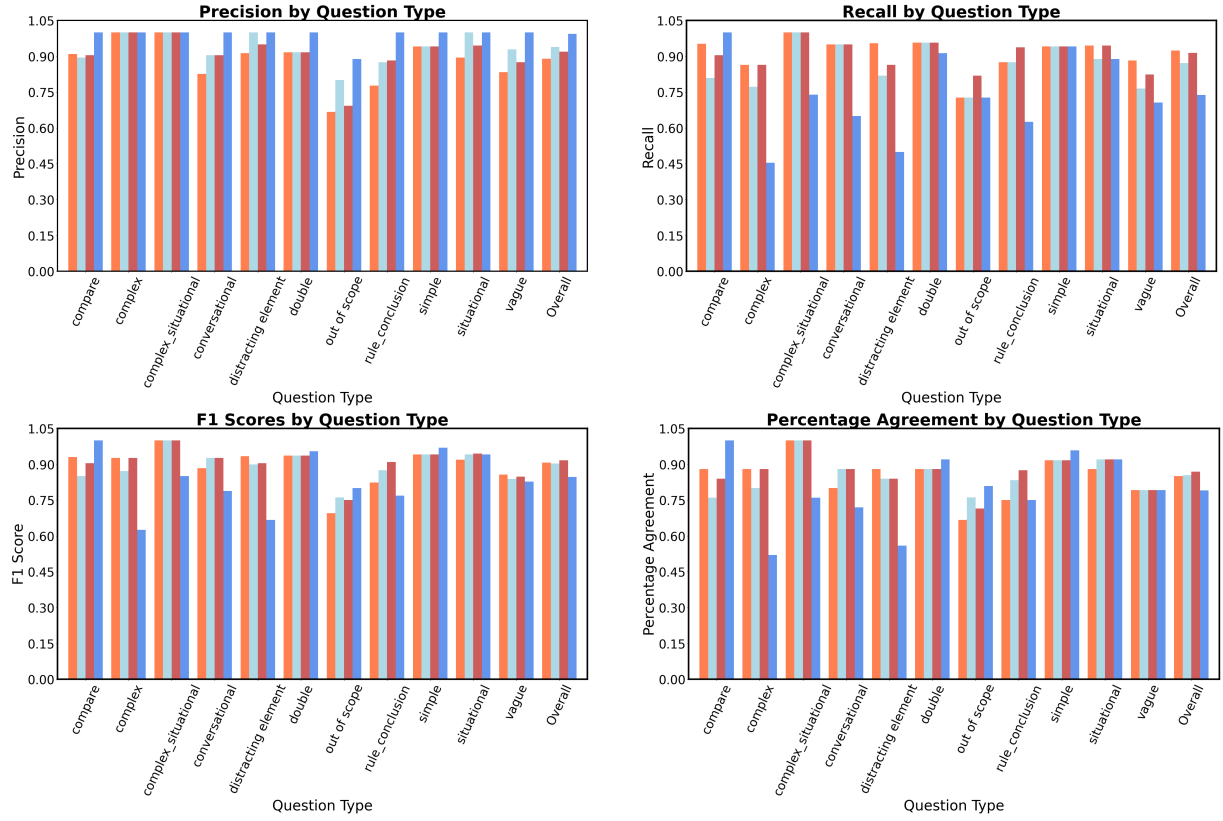 Precision by Question Type
1.05
0.90
0.75
0.60
0.45
0.30
0.15
0.00
Precision
compare
complex
complex_situational
conversational
distracting element
double
out of scope
rule_conclusion
simple
situational
vague
Overall
Question Type
Recall by Question Type
1.05
0.90
0.75
0.60
0.45
0.30
0.15
0.00
Recall
compare
complex
complex_situational
conversational
distracting element
double
out of scope
rule_conclusion
simple
situational
vague
Overall
Question Type
F1 Scores by Question Type
1.05
0.90
0.75
0.60
0.45
0.30
0.15
0.00
F1 Score
compare
complex
complex_situational
conversational
distracting element
double
out of scope
rule_conclusion
simple
situational
vague
Overall
Question Type
Percentage Agreement by Question Type
1.05
0.90
0.75
0.60
0.45
0.30
0.15
0.00
Percentage Agreement
compare
complex
complex_situational
conversational
distracting element
double
out of scope
rule_conclusion
simple
situational
vague
Overall
Question Type